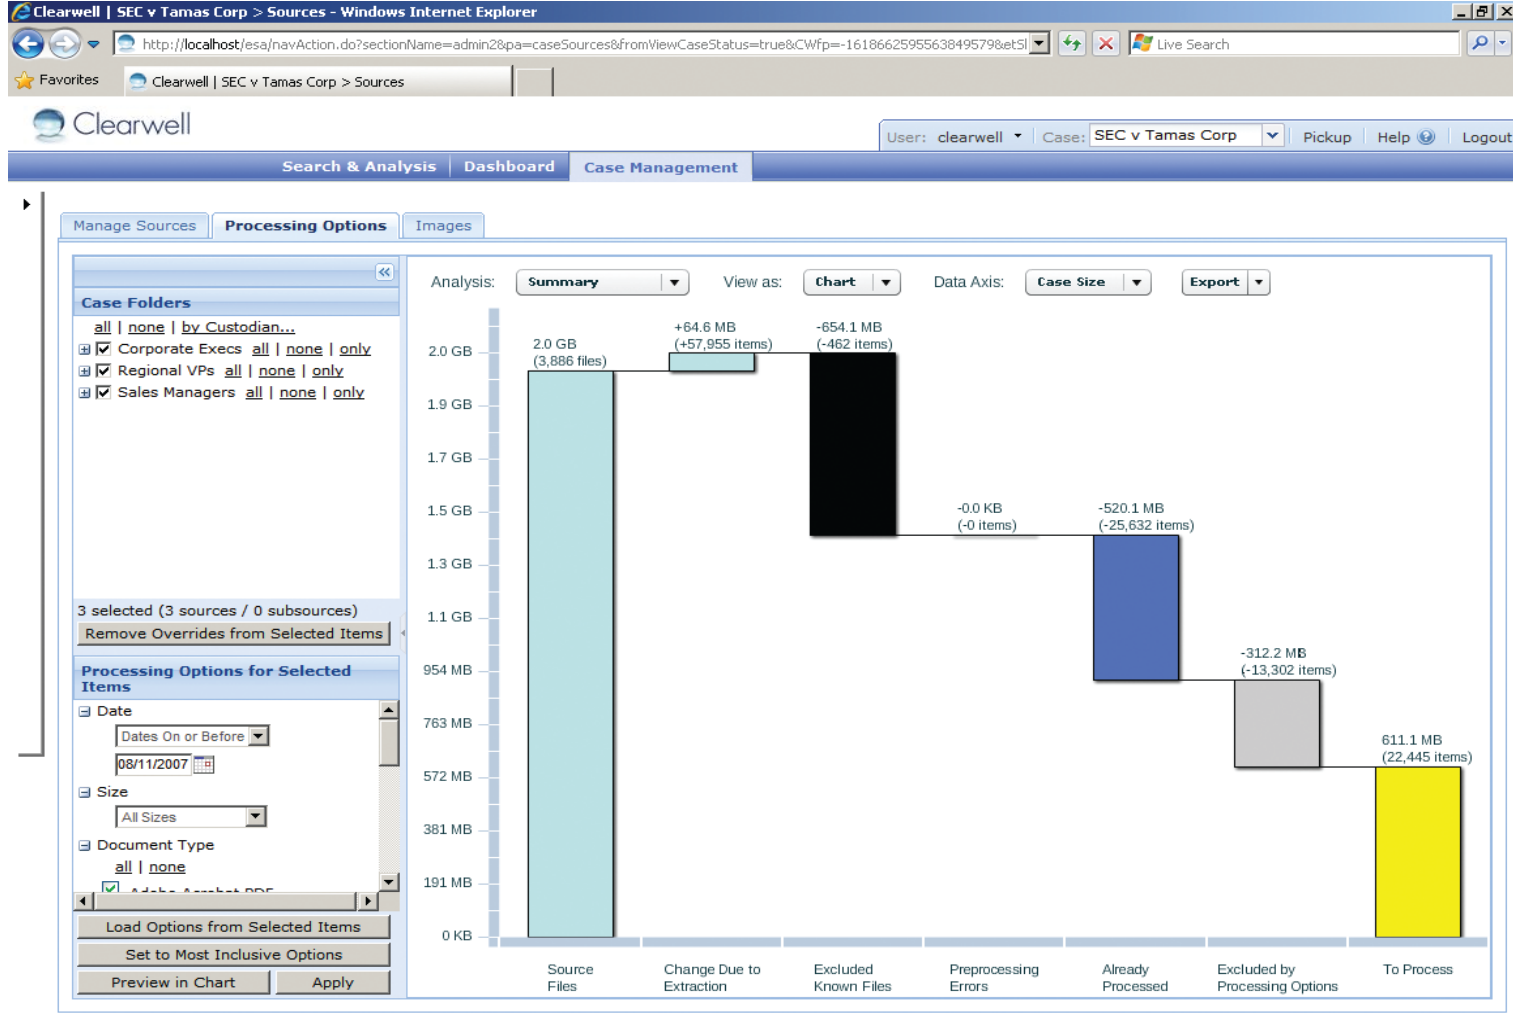 Clearwell | SEC v Tamas Corp > Sources - Windows Internet Explorer
http://localhost/esa/navAction.do?sectionName=admin2&pa=caseSources&fromViewCaseStatus=true&CWfp=-1618662595563849579&etSl
Live Search
Favorites
Clearwell | SEC v Tamas Corp > Sources
Clearwell
User: clearwell | Case: SEC v Tamas Corp | Pickup | Help | Logout
Search & Analysis | Dashboard | Case Management
Manage Sources
Processing Options
Images
Case Folders
all | none | by Custodian...
Corporate Execs all | none | only
Regional VPs all | none | only
Sales Managers all | none | only
3 selected (3 sources / 0 subsources)
Remove Overrides from Selected Items
Processing Options for Selected
Items
Date
Dates On or Before
08/11/2007
Size
All Sizes
Document Type
all | none
Adobe Acrobat PDF
Load Options from Selected Items
Set to Most Inclusive Options
Preview in Chart
Apply
Analysis: Summary
View as: Chart
Data Axis: Case Size
Export
2.0 GB
1.9 GB
1.7 GB
1.5 GB
1.3 GB
1.1 GB
954 MB
763 MB
572 MB
381 MB
191 MB
0 KB
2.0 GB
(3,886 files)
+64.6 MB
(+57,955 items)
-654.1 MB
(-462 items)
-0.0 KB
(-0 items)
-520.1 MB
(-25,632 items)
-312.2 MB
(-13,302 items)
611.1 MB
(22,445 items)
Source
Files
Change Due to
Extraction
Excluded
Known Files
Preprocessing
Errors
Already
Processed
Excluded by
Processing Options
To Process